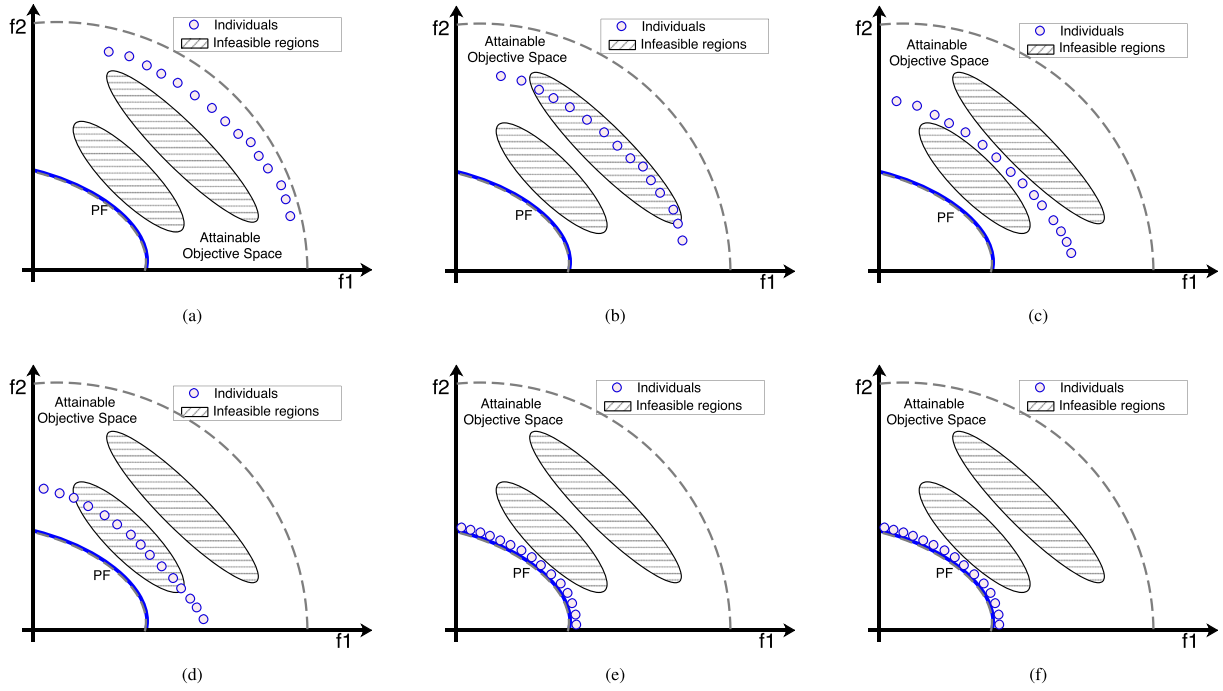 f2
Individuals
Infeasible regions
PF
Attainable
Objective Space
f1
(a)
f2
Individuals
Infeasible regions
Attainable
Objective Space
PF
f1
(b)
f2
Individuals
Infeasible regions
Attainable
Objective Space
PF
f1
(c)
f2
Individuals
Infeasible regions
Attainable
Objective Space
PF
f1
(d)
f2
Individuals
Infeasible regions
Attainable
Objective Space
PF
f1
(e)
f2
Individuals
Infeasible regions
Attainable
Objective Space
PF
f1
(f)